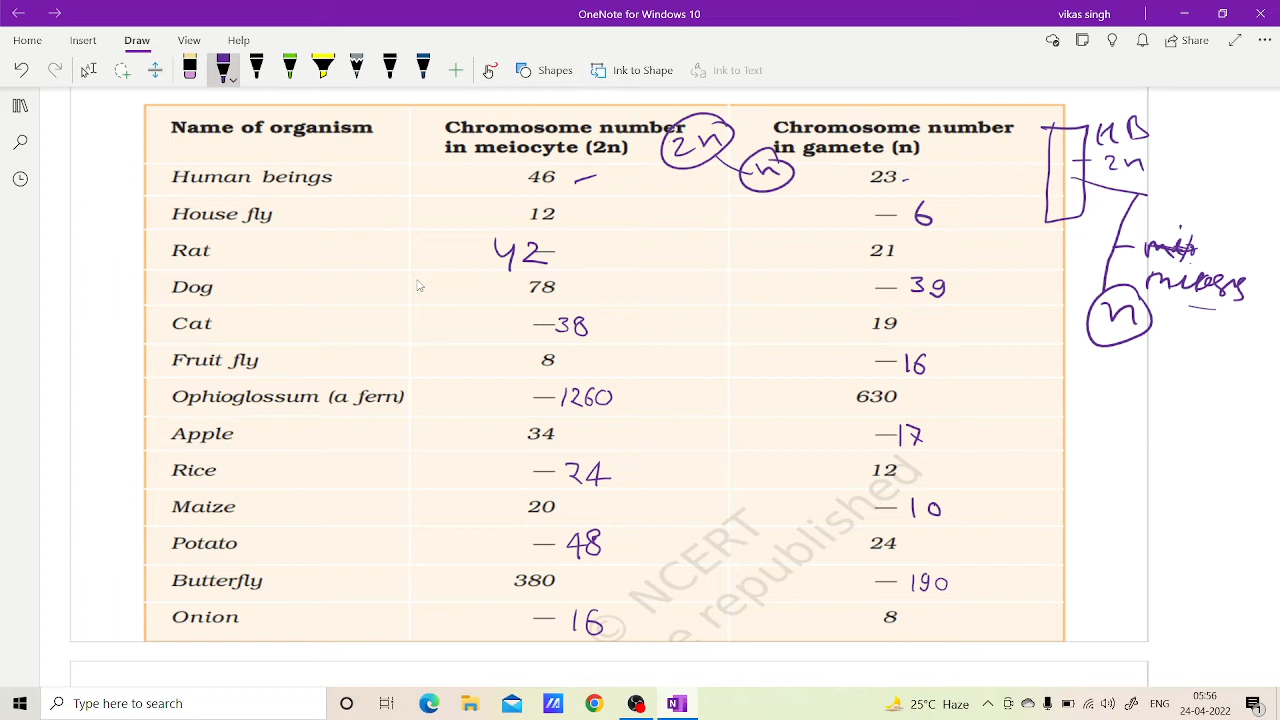 OneNote for Windows 10
vikas singh
Home Insert Draw View Help
Share
Shapes Ink to Shape Ink to Text
Name of organism Chromosome number in meiocyte (2n) Chromosome number in gamete (n)
2n n
Human beings 46 23
House fly 12 — 6
Rat 42 — 21
Dog 78 — 39
Cat — 38 19
Fruit fly 8 — 16
Ophioglossum (a fern) — 1260 630
Apple 34 — 17
Rice — 24 12
Maize 20 — 10
Potato — 48 24
Butterfly 380 — 190
Onion — 16 8
© NCERT
e republished
HB
2n
n
Type here to search
25°C Haze
ENG
05:56
24-04-2022